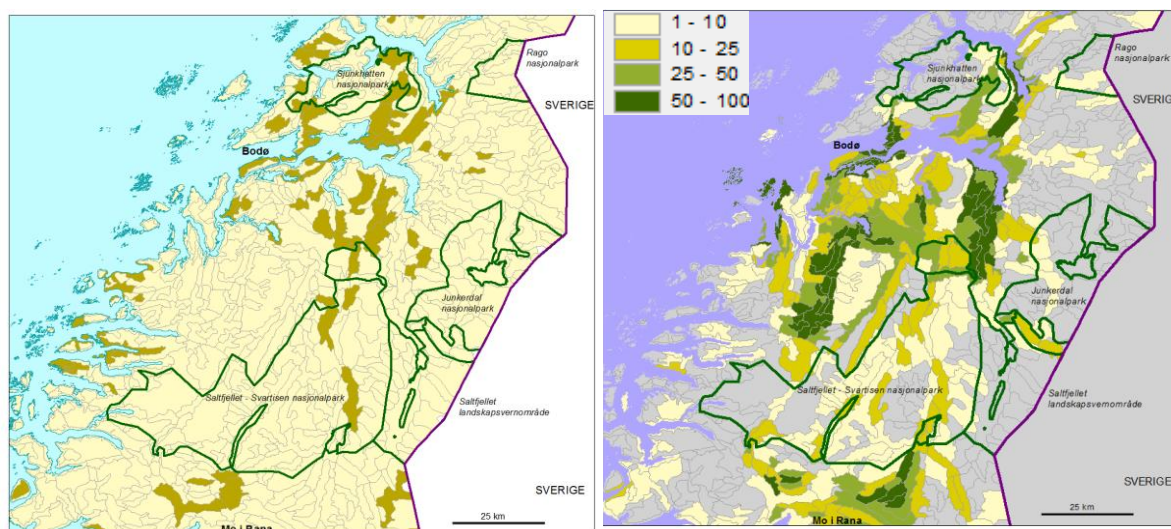 Rago
nasjonalpark
Sjunkhatten
nasjonalpark
SVERIGE
Bodø
Junkerdal
nasjonalpark
Saltfjellet - Svartisen nasjonalpark
Saltfjellet
landskapsvernområde
SVERIGE
Mo i Rana
25 km
1 - 10
10 - 25
25 - 50
50 - 100
Rago
nasjonalpark
Sjunkhatten
nasjonalpark
SVERIGE
Bodø
Junkerdal
nasjonalpark
Saltfjellet - Svartisen nasjonalpark
Saltfjellet
landskapsvernområde
SVERIGE
Mo i Rana
25 km